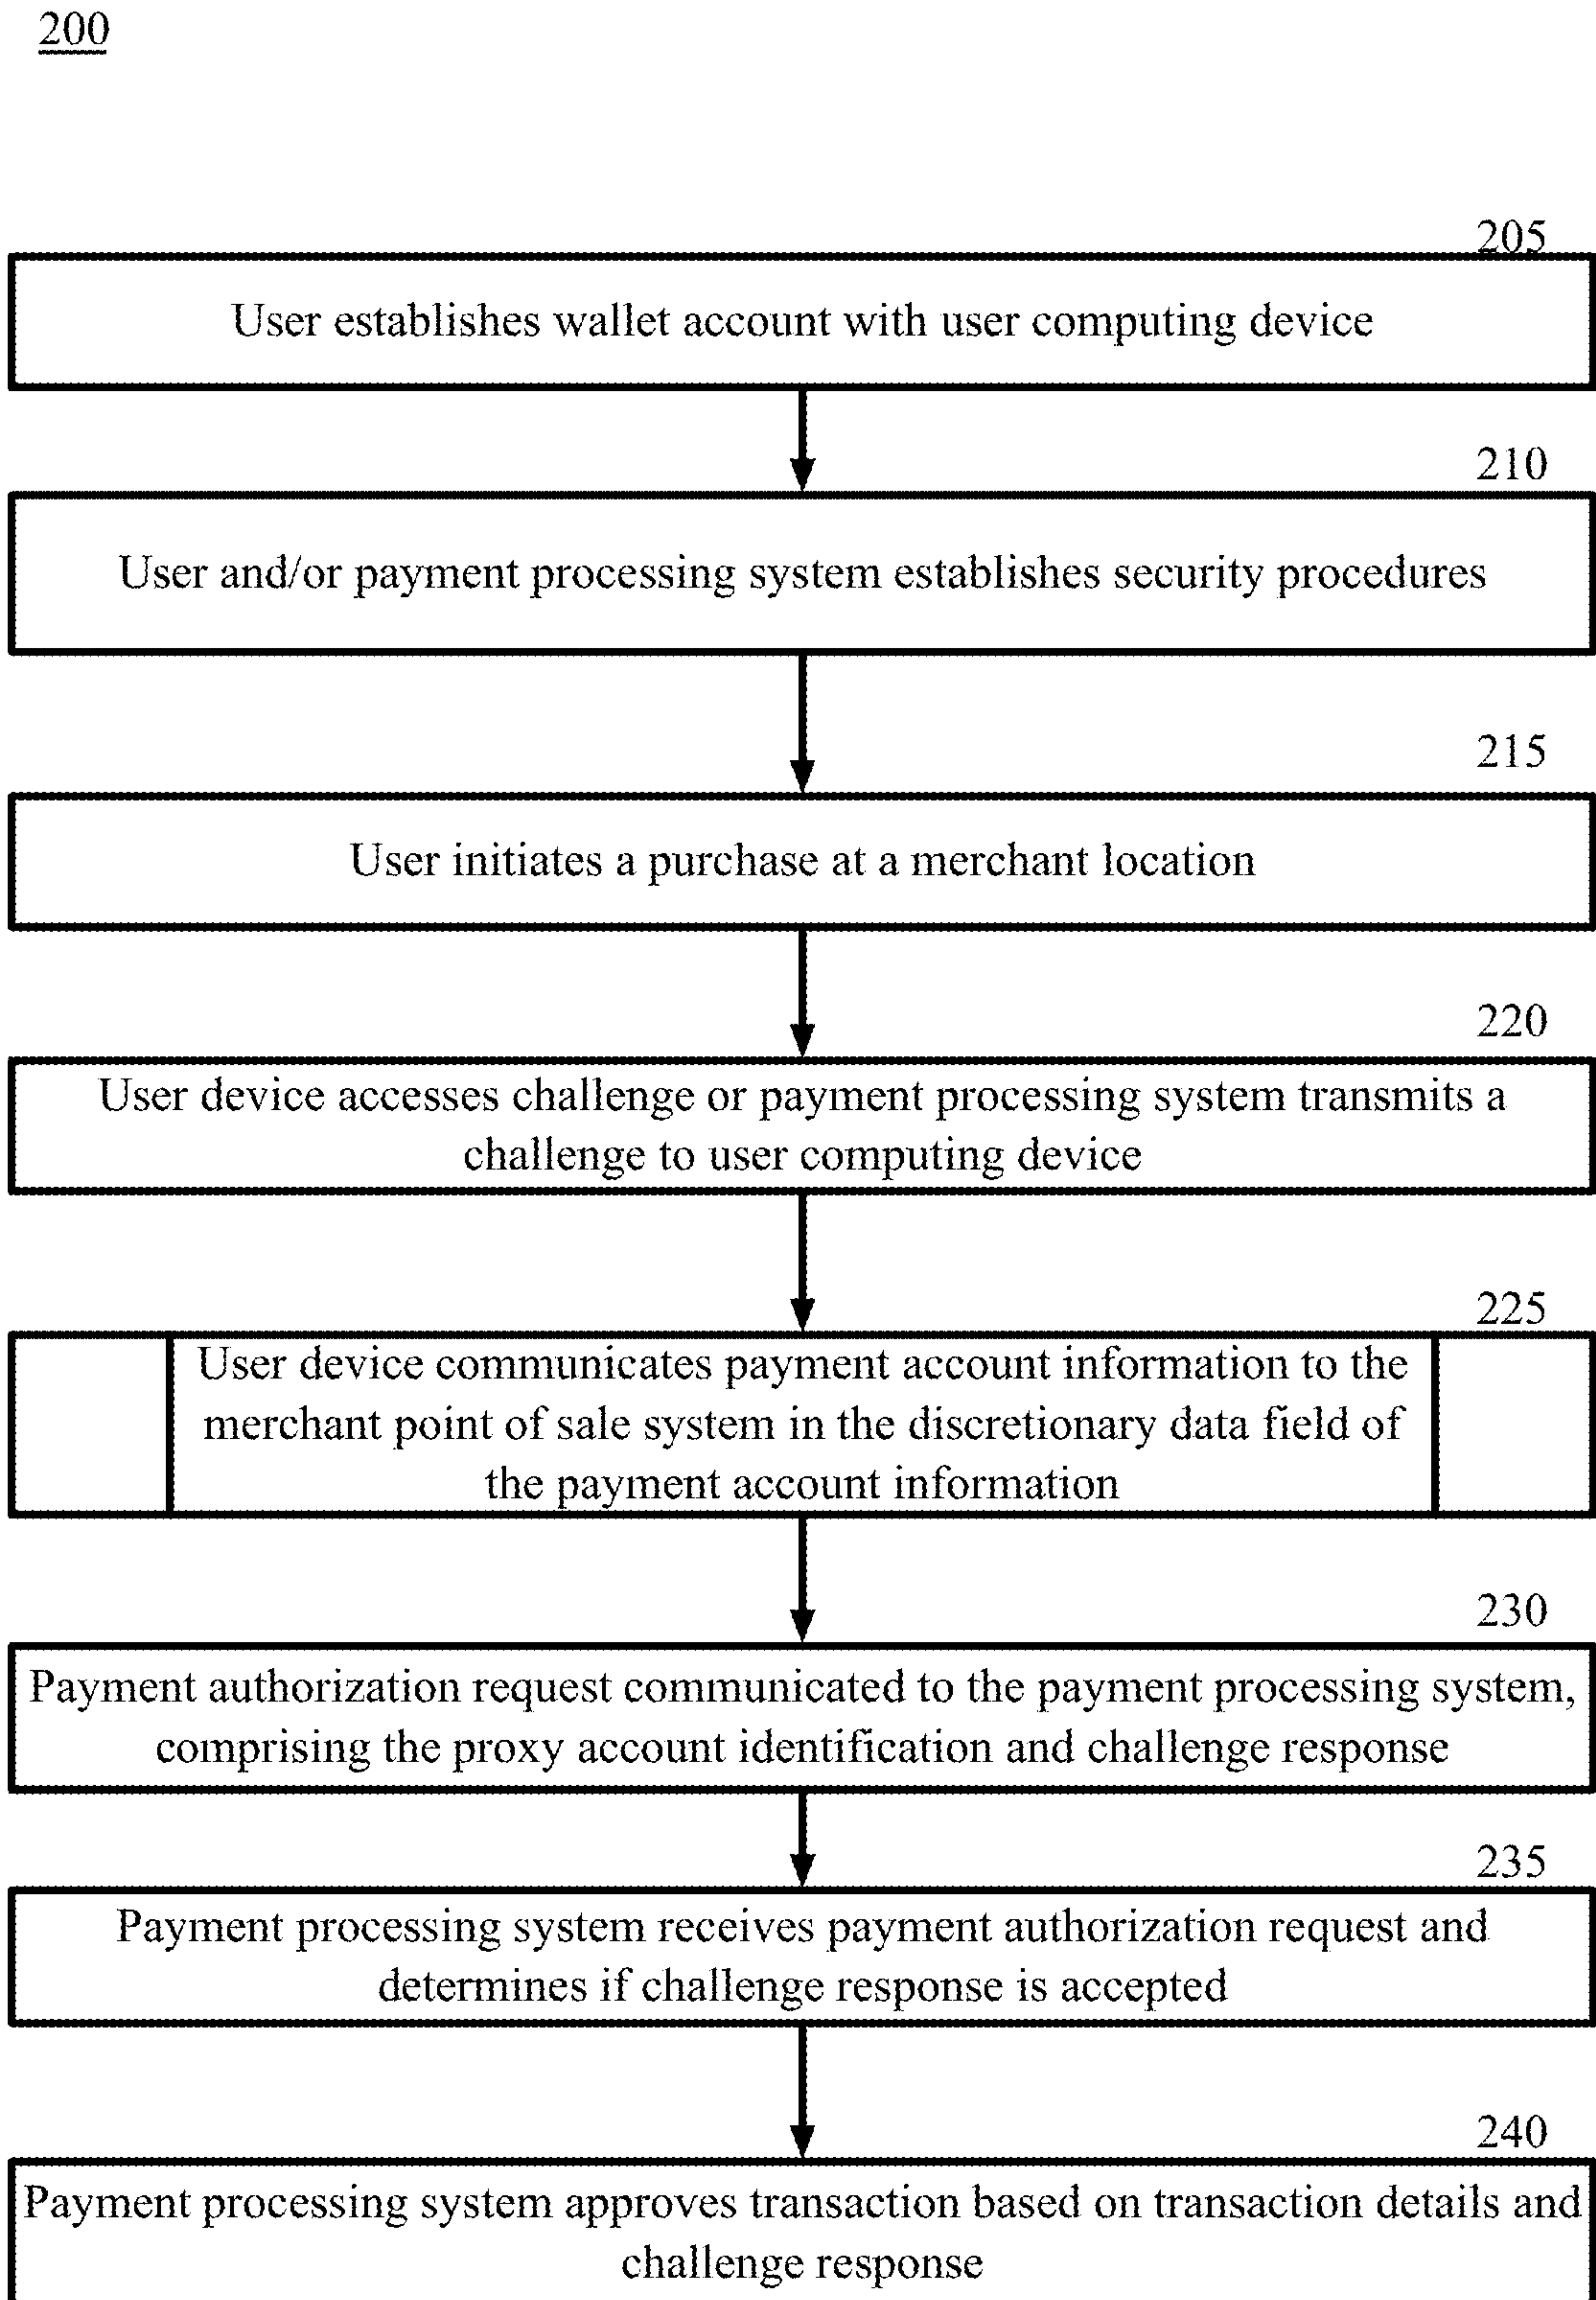 200
205
User establishes wallet account with user computing device
210
User and/or payment processing system establishes security procedures
215
User initiates a purchase at a merchant location
220
User device accesses challenge or payment processing system transmits a
challenge to user computing device
225
User device communicates payment account information to the
merchant point of sale system in the discretionary data field of
the payment account information
230
Payment authorization request communicated to the payment processing system,
comprising the proxy account identification and challenge response
235
Payment processing system receives payment authorization request and
determines if challenge response is accepted
240
Payment processing system approves transaction based on transaction details and
challenge response